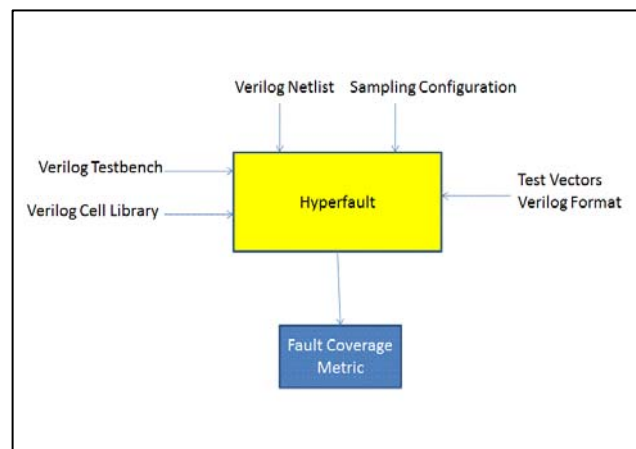 Verilog Netlist
Sampling Configuration
Verilog Testbench
Verilog Cell Library
Hyperfault
Test Vectors
Verilog Format
Fault Coverage
Metric